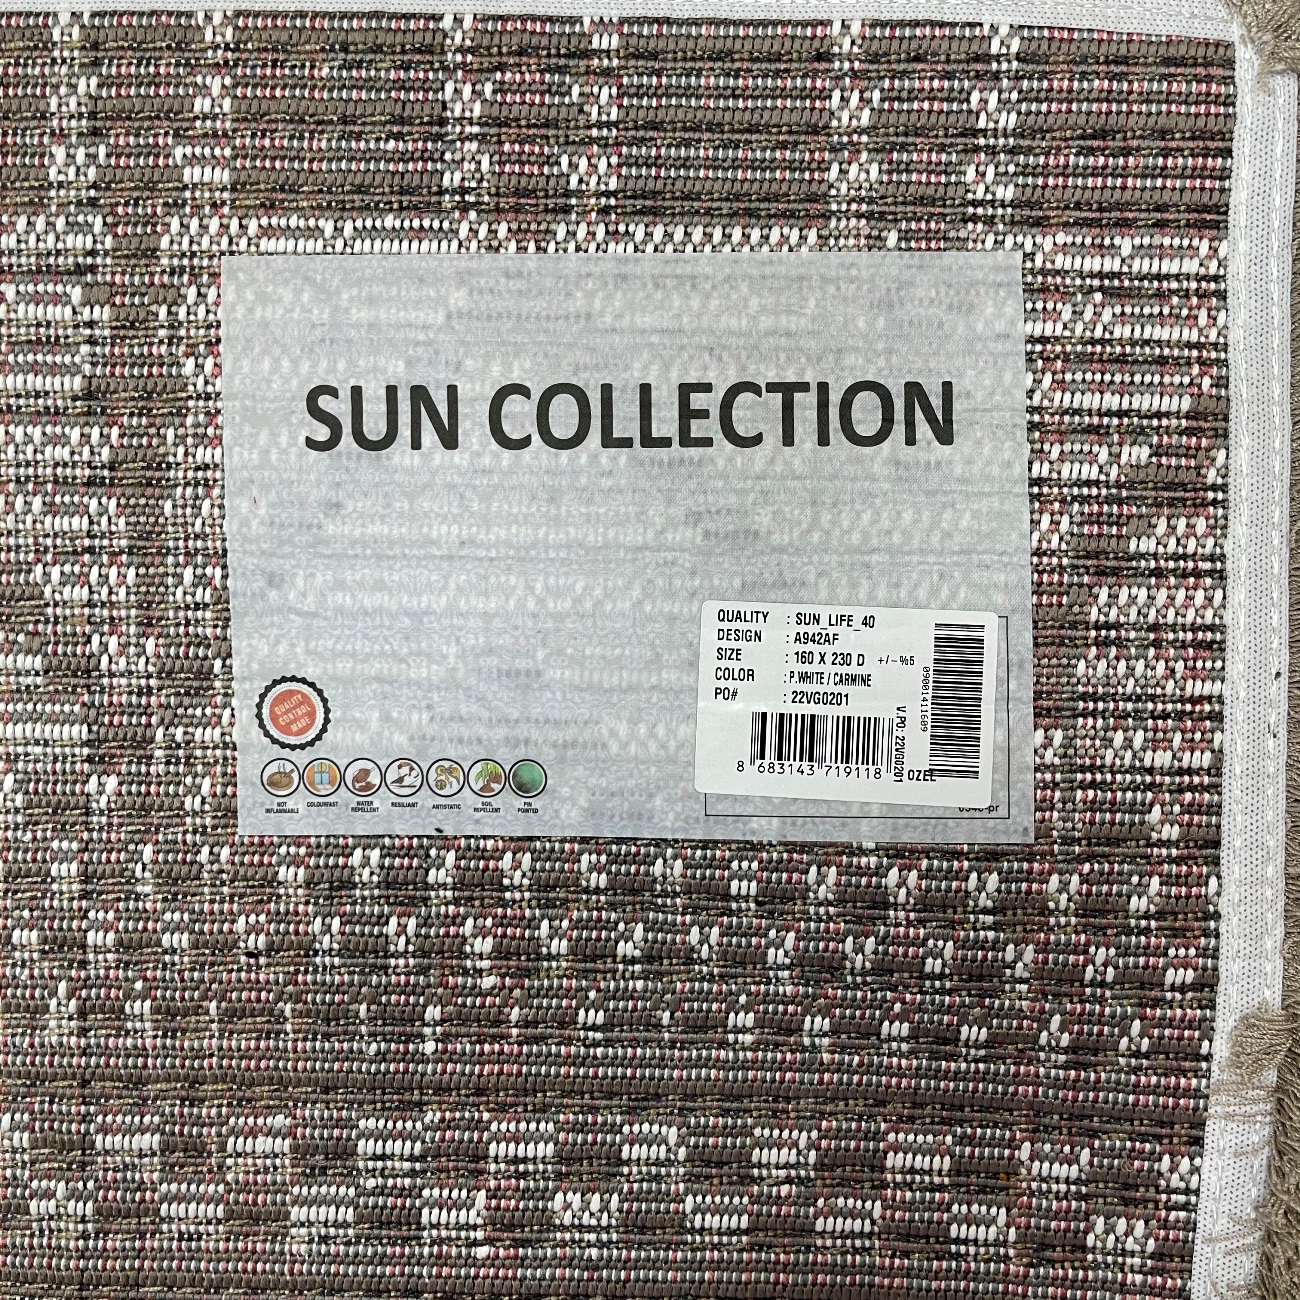 SUN COLLECTION
QUALITY : SUN_LIFE_40
DESIGN : A942AF
SIZE : 160 X 230 D +/-%5
COLOR : P.WHITE / CARMINE
PO# : 22VG0201
8 683143 719118
V.PO: 22VG0201
OZEL
09001411609
QUALITY
CONTROL
MADE
NOT INFLAMMABLE
COLOURFAST
WATER REPELLENT
RESILIANT
ANTISTATIC
SOIL REPELLENT
PIN POINTED